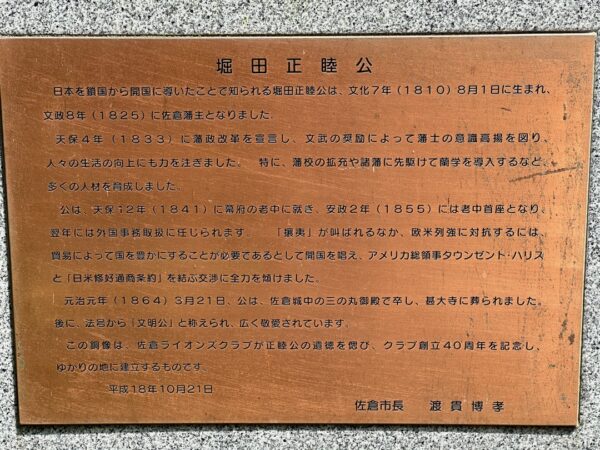 堀田正睦公
日本を鎖国から開国に導いたことで知られる堀田正睦公は、文化7年（1810）8月1日に生まれ、
文政8年（1825）に佐倉藩主となりました。
天保4年（1833）に藩政改革を宣言し、文武の奨励によって藩士の意識高揚を図り、
人々の生活の向上にも力を注ぎました。 特に、藩校の拡充や諸藩に先駆けて蘭学を導入するなど、
多くの人材を育成しました。
公は、天保12年（1841）に幕府の老中に就き、安政2年（1855）には老中首座となり、
翌年には外国事務取扱に任じられます。 「攘夷」が叫ばれるなか、欧米列強に対抗するには、
貿易によって国を豊かにすることが必要であるとして開国を唱え、アメリカ総領事タウンゼント・ハリス
と「日米修好通商条約」を結ぶ交渉に全力を傾けました。
元治元年（1864）3月21日、公は、佐倉城中の三の丸御殿で卒し、甚大寺に葬られました。
後に、法号から「文明公」と称えられ、広く敬愛されています。
この銅像は、佐倉ライオンズクラブが正睦公の遺徳を偲び、クラブ創立40周年を記念し、
ゆかりの地に建立するものです。
平成18年10月21日
佐倉市長 渡貫博孝